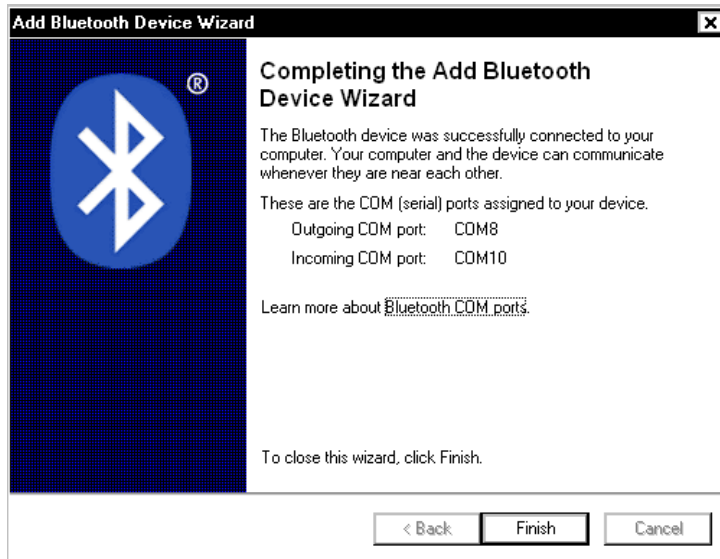 Add Bluetooth Device Wizard
®
Completing the Add Bluetooth
Device Wizard
The Bluetooth device was successfully connected to your
computer. Your computer and the device can communicate
whenever they are near each other.
These are the COM (serial) ports assigned to your device.
Outgoing COM port: COM8
Incoming COM port: COM10
Learn more about Bluetooth COM ports.
To close this wizard, click Finish.
< Back Finish Cancel